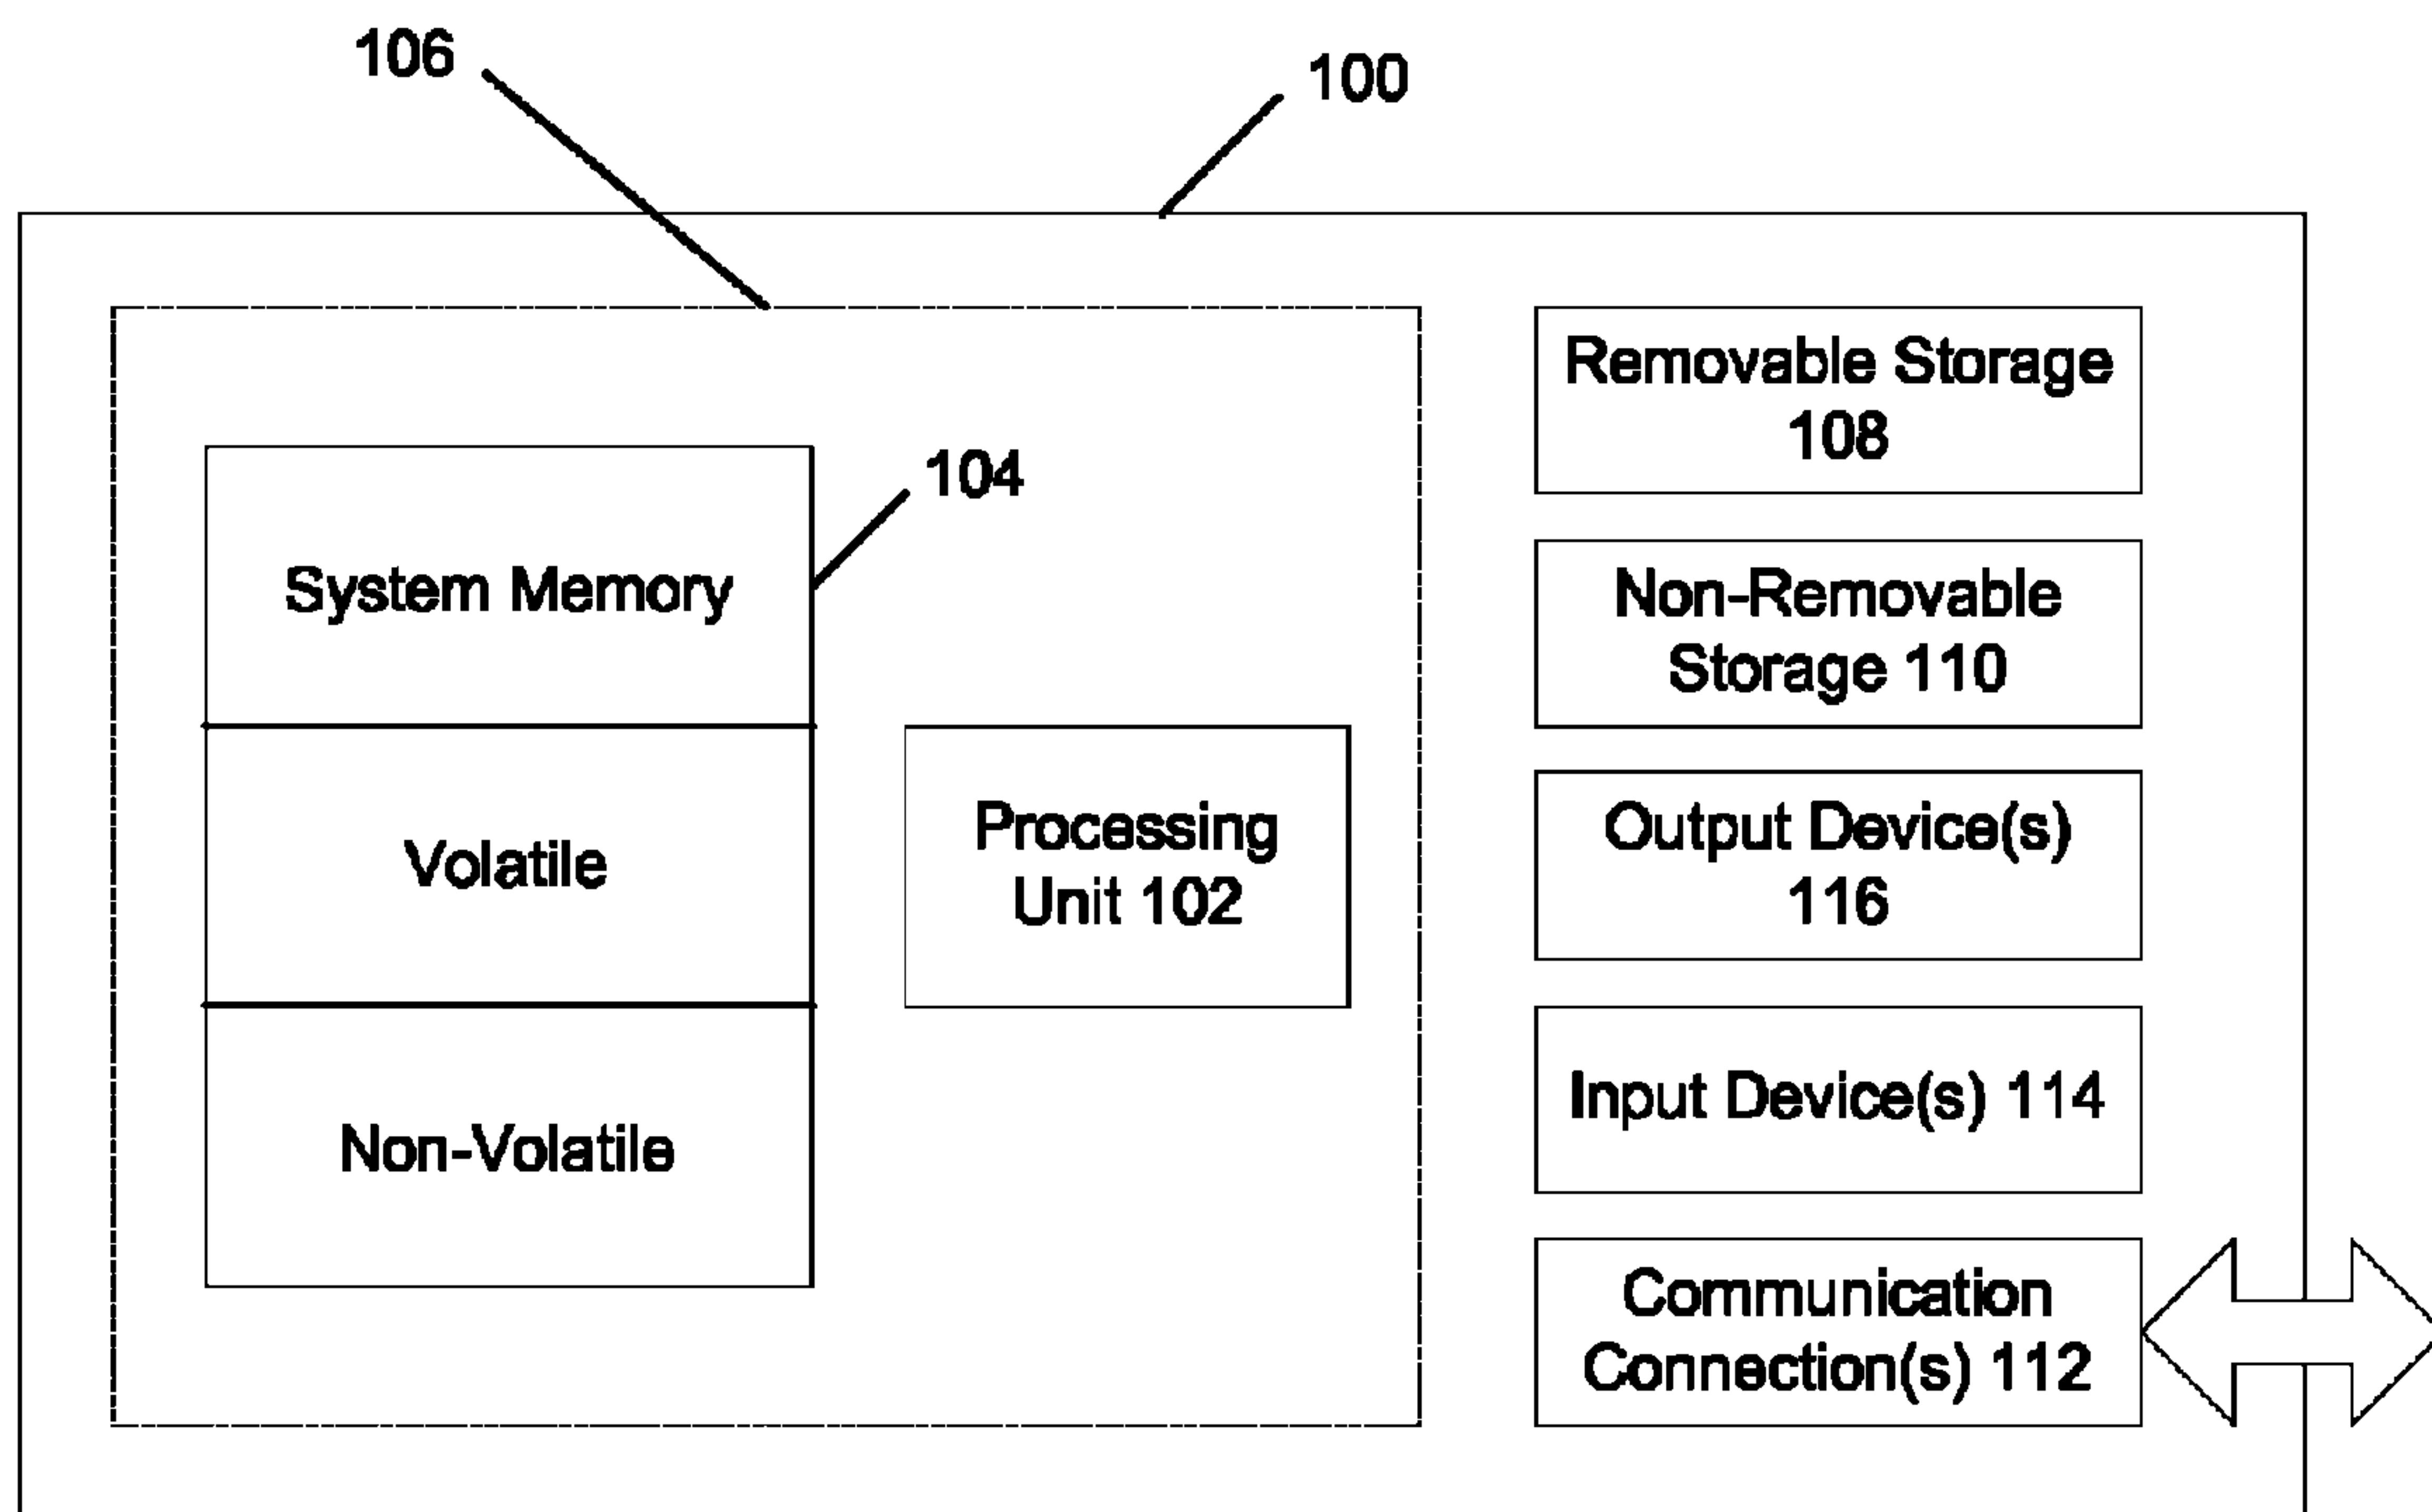 106
100
104
System Memory
Volatile
Non-Volatile
Processing
Unit 102
Removable Storage
108
Non-Removable
Storage 110
Output Device(s)
116
Input Device(s) 114
Communication
Connection(s) 112